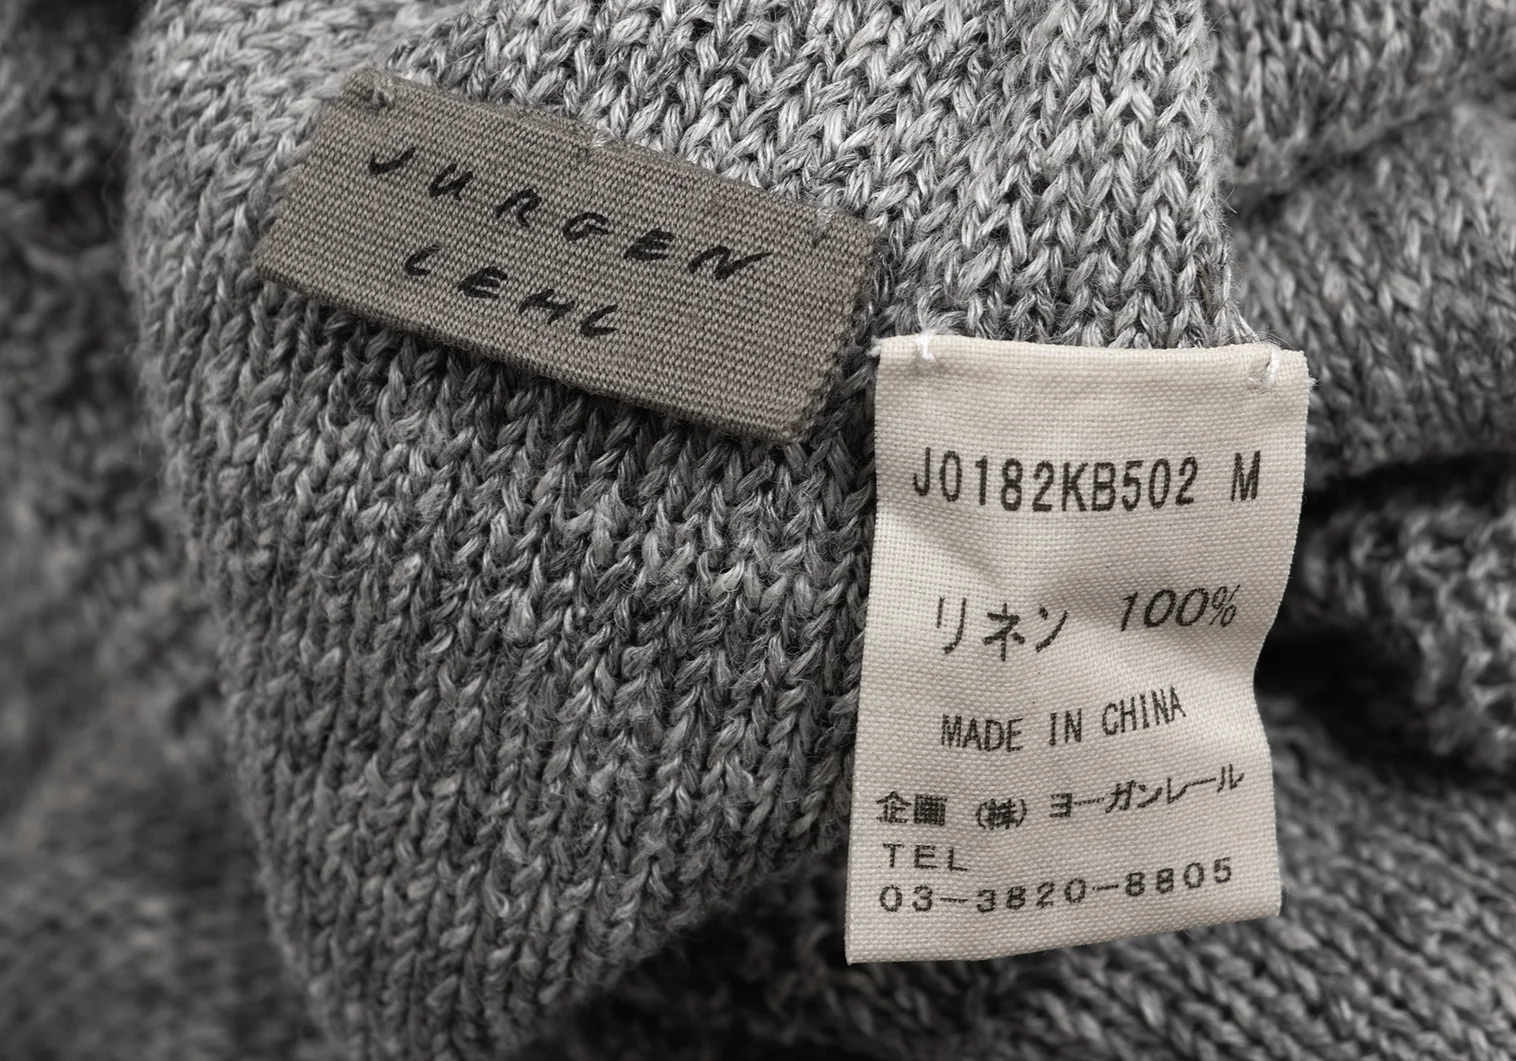 JURGEN
LEHL
J0182KB502 M
リネン 100%
MADE IN CHINA
企画 (株) ヨーガンレール
TEL
03-3820-8805